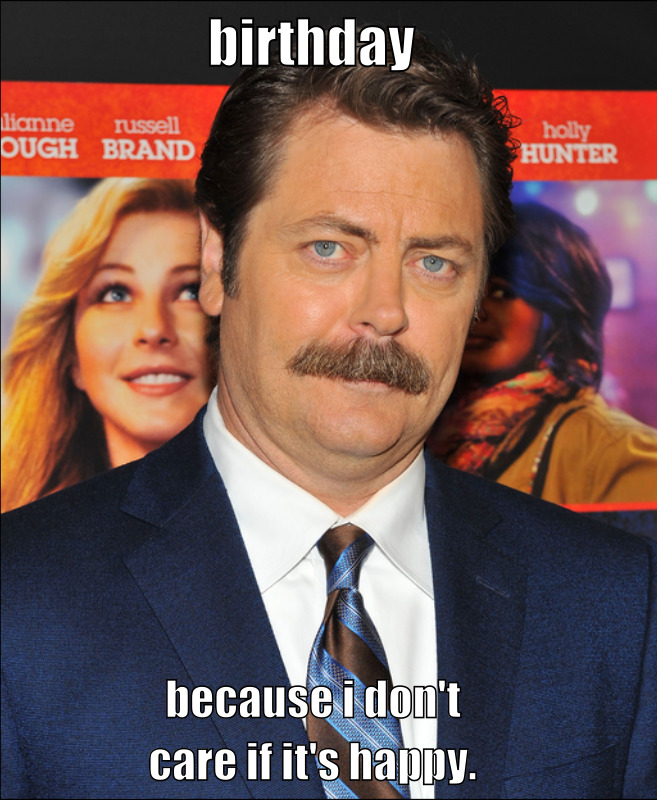 birthday
lianne
OUGH
russell
BRAND
holly
HUNTER
because i don't
care if it's happy.